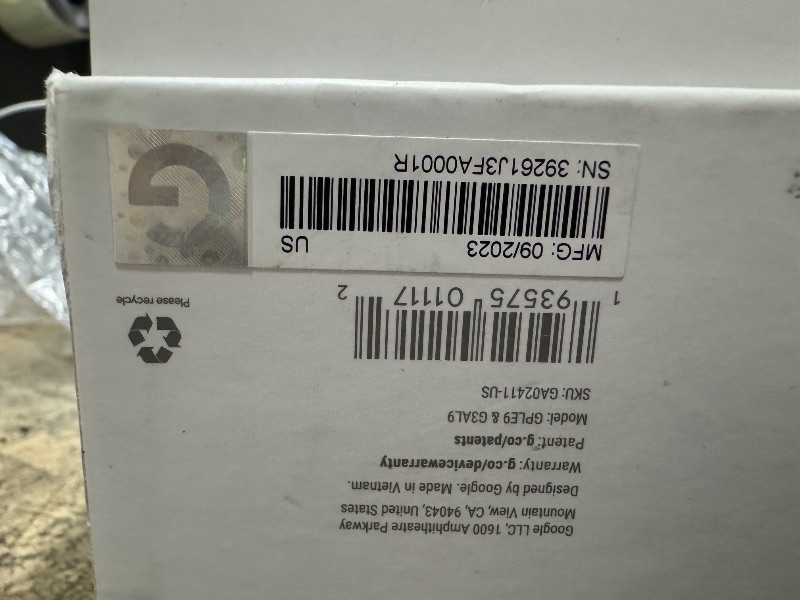 Google LLC, 1600 Amphitheatre Parkway
Mountain View, CA, 94043, United States
Designed by Google. Made in Vietnam.
Warranty: g.co/devicewarranty
Patent: g.co/patents
Model: GPLE9 & G3AL9
SKU: GA02411-US
1 93575 01117 2
Please recycle
MFG: 09/2023 US
SN: 39261J3FA0001R
G